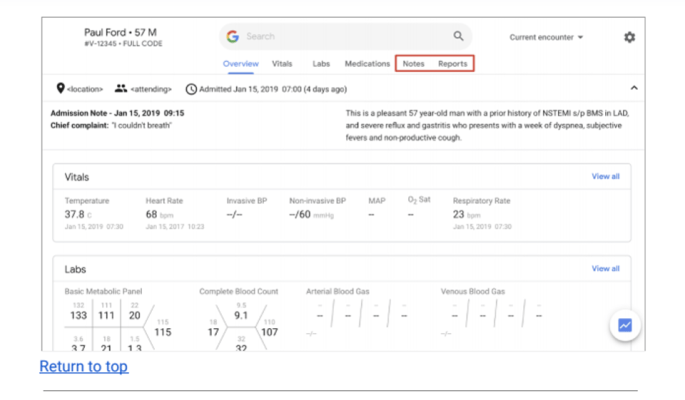 Paul Ford • 57 M
#V-12345 • FULL CODE
Search
Current encounter
Overview Vitals Labs Medications Notes Reports
<location> <attending> Admitted Jan 15, 2019 07:00 (4 days ago)
Admission Note - Jan 15, 2019 09:15
Chief complaint: "I couldn't breath"
This is a pleasant 57 year-old man with a prior history of NSTEMI s/p BMS in LAD,
and severe reflux and gastritis who presents with a week of dyspnea, subjective
fevers and non-productive cough.
Vitals View all
Temperature Heart Rate Invasive BP Non-invasive BP MAP O2 Sat Respiratory Rate
37.8 C 68 bpm --/-- --/60 mmHg -- -- 23 bpm
Jan 15, 2019 07:30 Jan 15, 2017 10:23 Jan 15, 2019 07:30
Labs View all
Basic Metabolic Panel Complete Blood Count Arterial Blood Gas Venous Blood Gas
132 111 22 9.5 -- -- -- -- -- -- -- --
133 111 20 115 18 9.1 110 -- -- -- -- -- -- -- --
115 17 107
3.6 18 1.5 32 --/-- --/--
3.7 21 1.3 32
Return to top